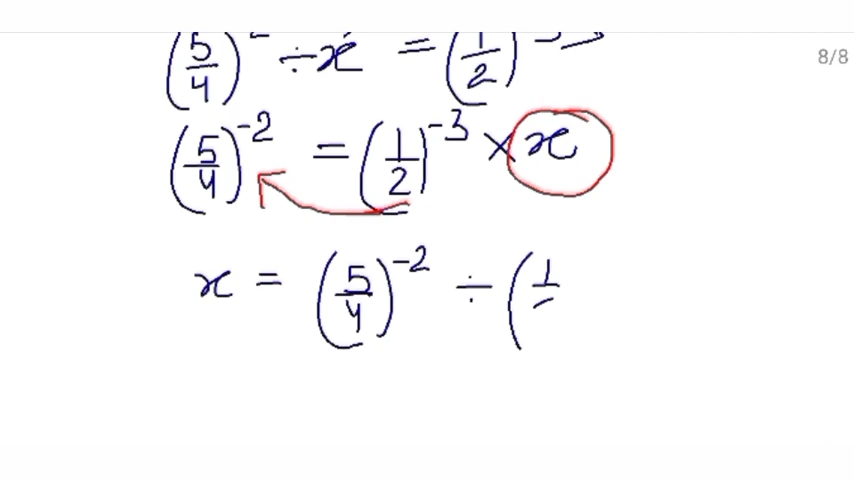 (5/4)^-2 ÷ x = (1/2)^-3
8/8
(5/4)^-2 = (1/2)^-3 × x
x = (5/4)^-2 ÷ (1/